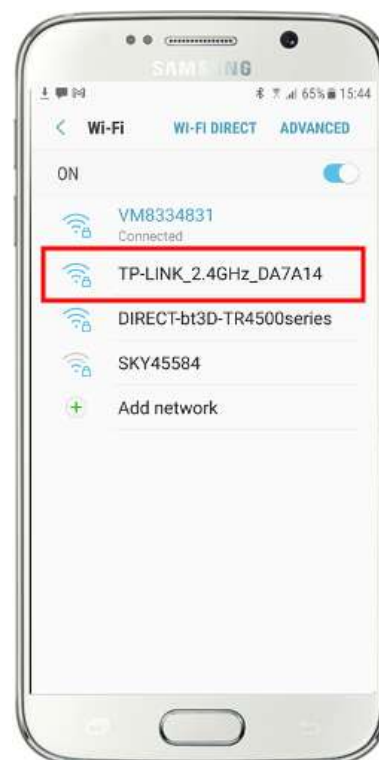 SAMSUNG
65% 15:44
Wi-Fi WI-FI DIRECT ADVANCED
ON
VM8334831
Connected
TP-LINK_2.4GHz_DA7A14
DIRECT-bt3D-TR4500series
SKY45584
Add network